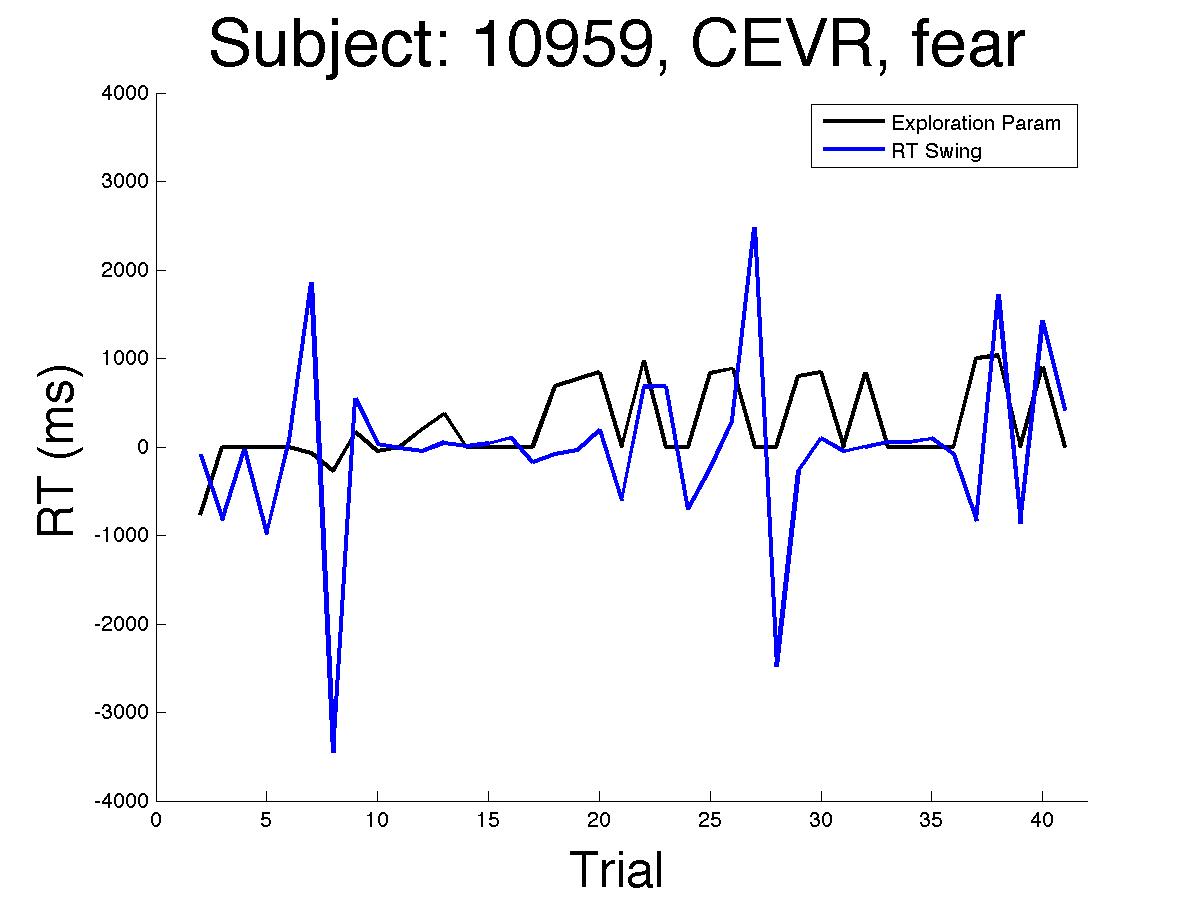 Subject: 10959, CEVR, fear
Exploration Param
RT Swing
4000
3000
2000
1000
0
-1000
-2000
-3000
-4000
RT (ms)
0 5 10 15 20 25 30 35 40
Trial